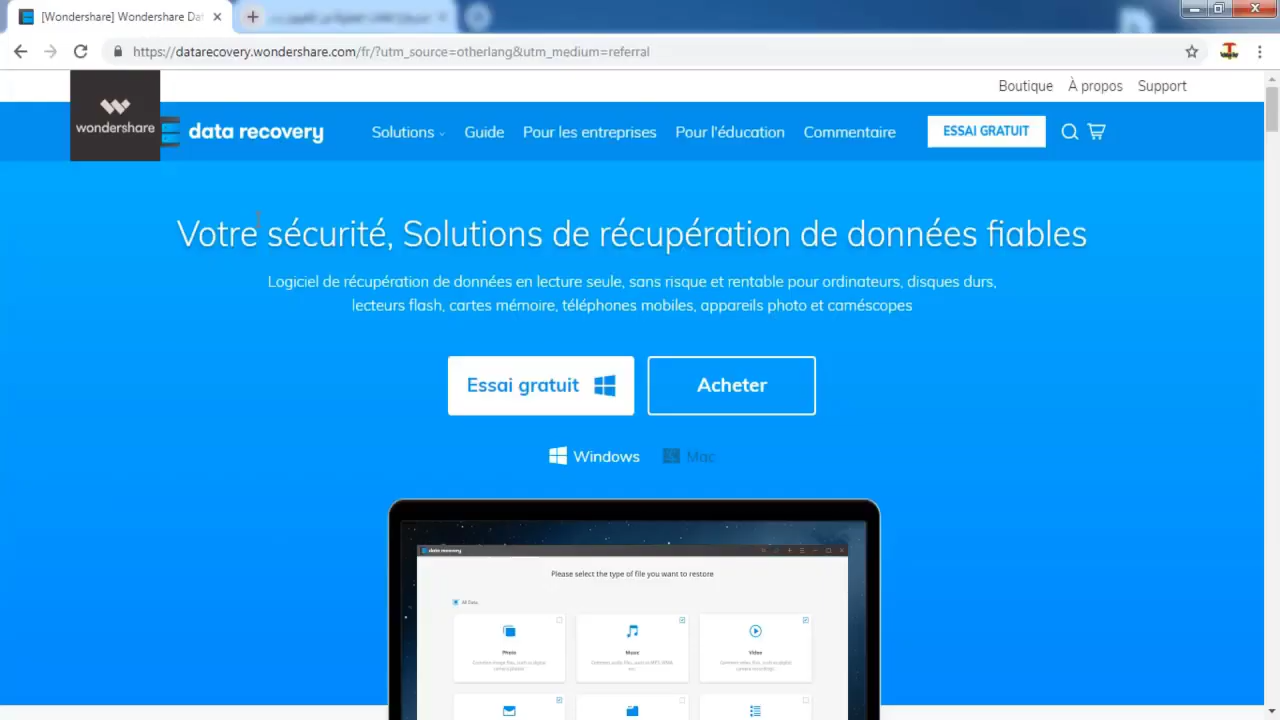 [Wondershare] Wondershare Dat
https://datarecovery.wondershare.com/fr/?utm_source=otherlang&utm_medium=referral
Boutique À propos Support
wondershare
data recovery
Solutions Guide Pour les entreprises Pour l'éducation Commentaire ESSAI GRATUIT
Votre sécurité, Solutions de récupération de données fiables
Logiciel de récupération de données en lecture seule, sans risque et rentable pour ordinateurs, disques durs,
lecteurs flash, cartes mémoire, téléphones mobiles, appareils photo et caméscopes
Essai gratuit Acheter
Windows Mac
data recovery
Please select the type of file you want to restore
All Data
Photo Music Video